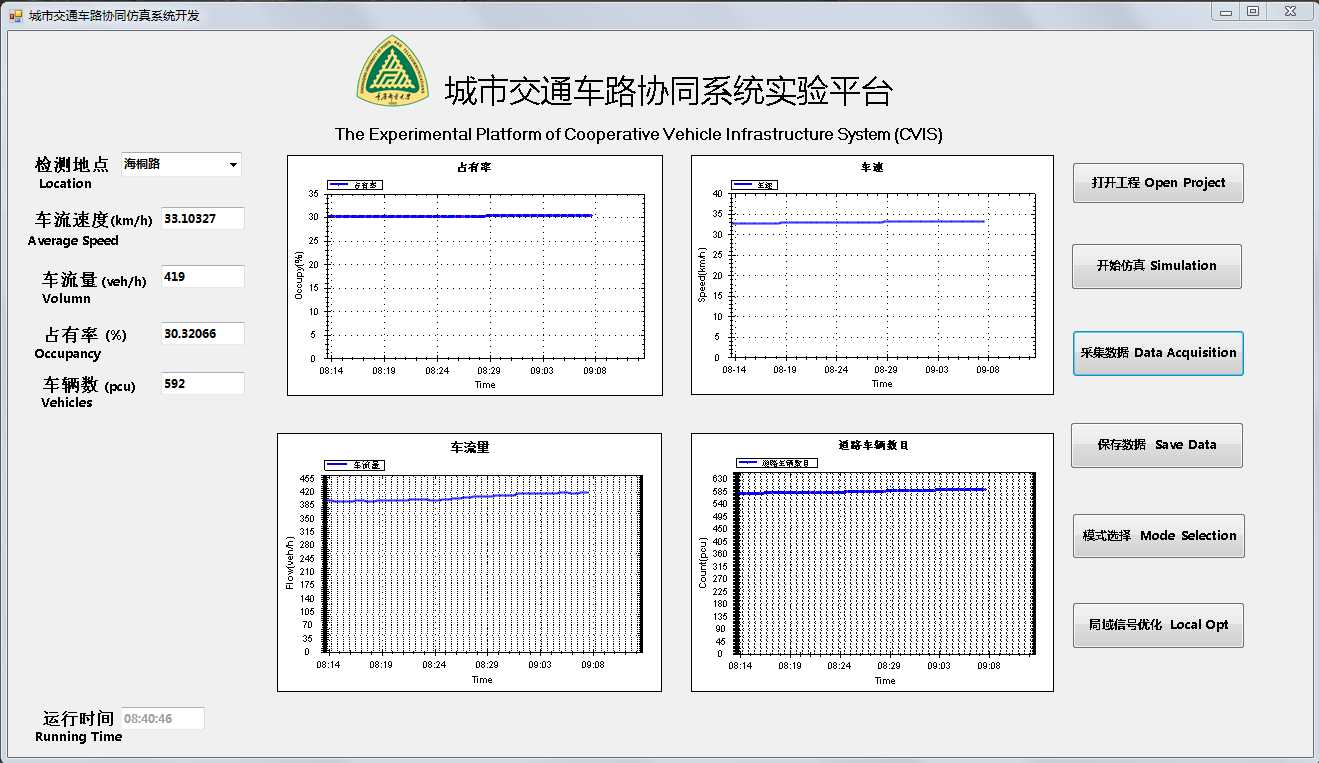 城市交通车路协同仿真系统开发
城市交通车路协同系统实验平台
The Experimental Platform of Cooperative Vehicle Infrastructure System (CVIS)
检测地点 海桐路
Location
车流速度(km/h) 33.10327
Average Speed
车流量 (veh/h) 419
Volumn
占有率 (%) 30.32066
Occupancy
车辆数 (pcu) 592
Vehicles
运行时间 08:40:46
Running Time
占有率
占有率
35
30
25
20
15
10
5
0
Occupy(%)
08:14 08:19 08:24 08:29 09:03 09:08
Time
车速
车速
40
35
30
25
20
15
10
5
0
Speed(km/h)
08-14 08-19 08-24 08-29 09-03 09-08
Time
车流量
车流量
455
420
385
350
315
280
245
210
175
140
105
70
35
0
Flow(veh/h)
08:14 08:19 08:24 08:29 09:03 09:08
Time
道路车辆数目
道路车辆数目
630
585
540
495
450
405
360
315
270
225
180
135
90
45
0
Count(pcu)
08:14 08:19 08:24 08:29 09:03 09:08
Time
打开工程 Open Project
开始仿真 Simulation
采集数据 Data Acquisition
保存数据 Save Data
模式选择 Mode Selection
局域信号优化 Local Opt